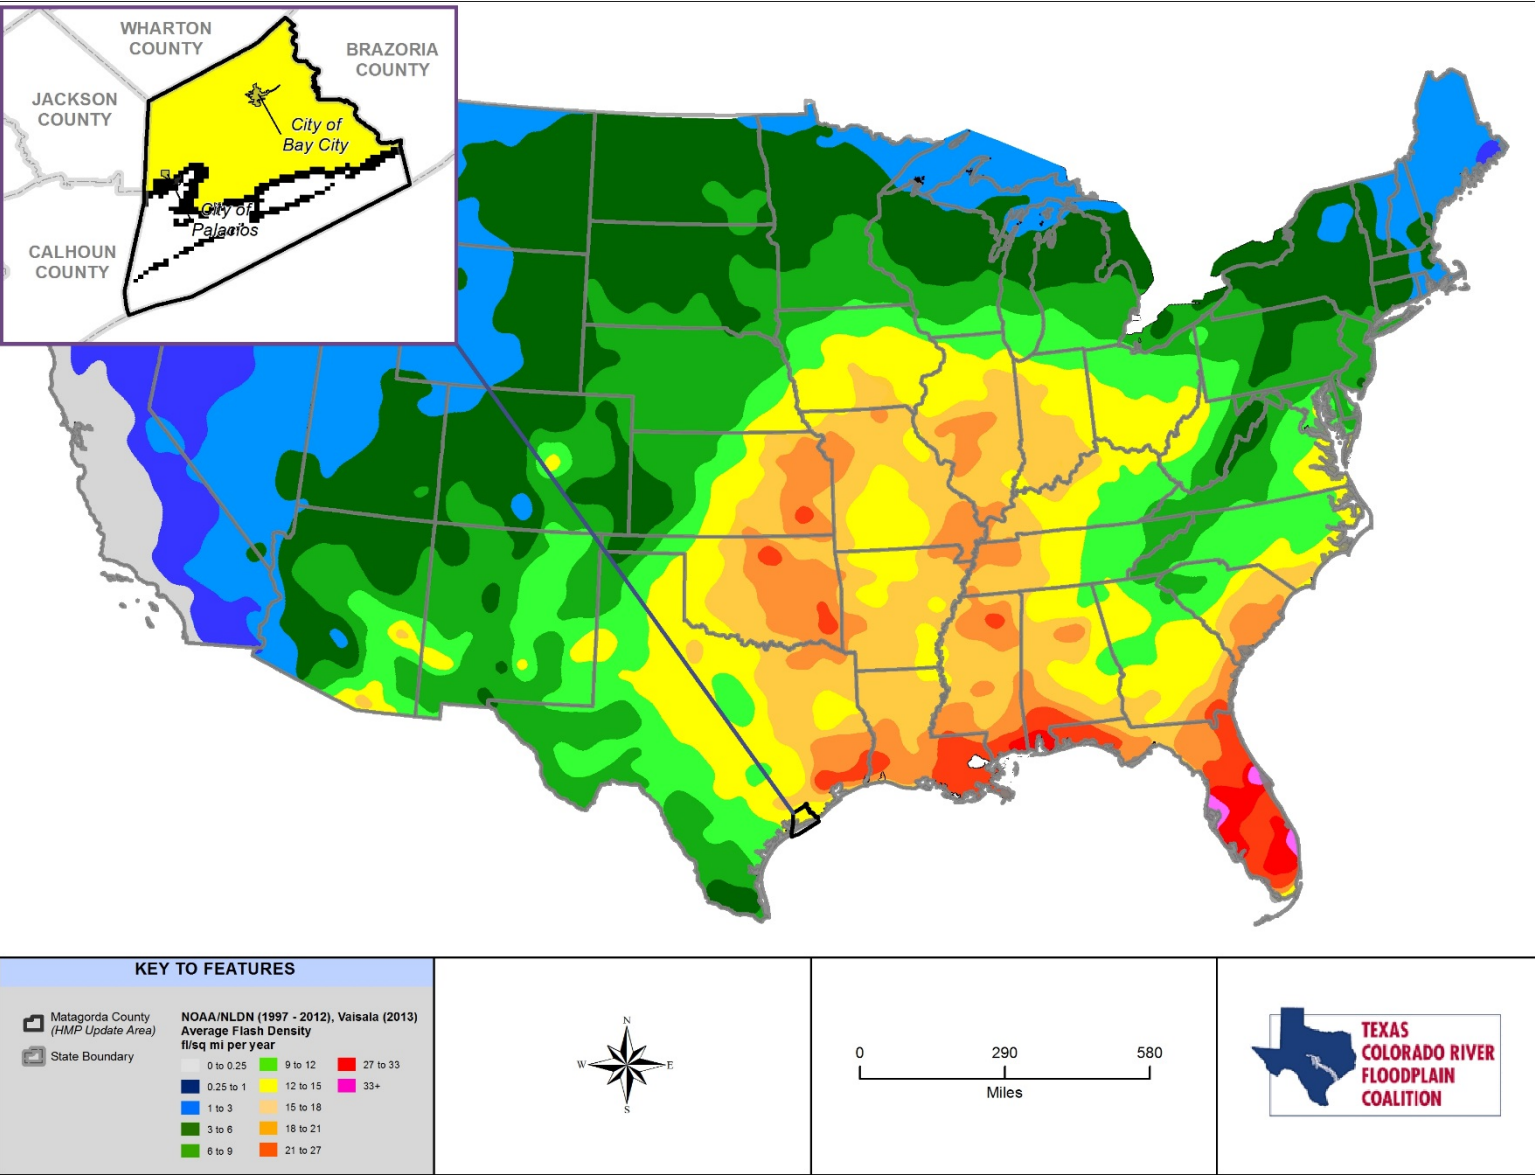 WHARTON
COUNTY
BRAZORIA
COUNTY
JACKSON
COUNTY
City of
Bay City
City of
Palacios
CALHOUN
COUNTY
KEY TO FEATURES
Matagorda County
(HMP Update Area)
State Boundary
NOAA/NLDN (1997 - 2012), Vaisala (2013)
Average Flash Density
fl/sq mi per year
0 to 0.25
0.25 to 1
1 to 3
3 to 6
6 to 9
9 to 12
12 to 15
15 to 18
18 to 21
21 to 27
27 to 33
33+
N
W
E
S
0
290
580
Miles
TEXAS
COLORADO RIVER
FLOODPLAIN
COALITION